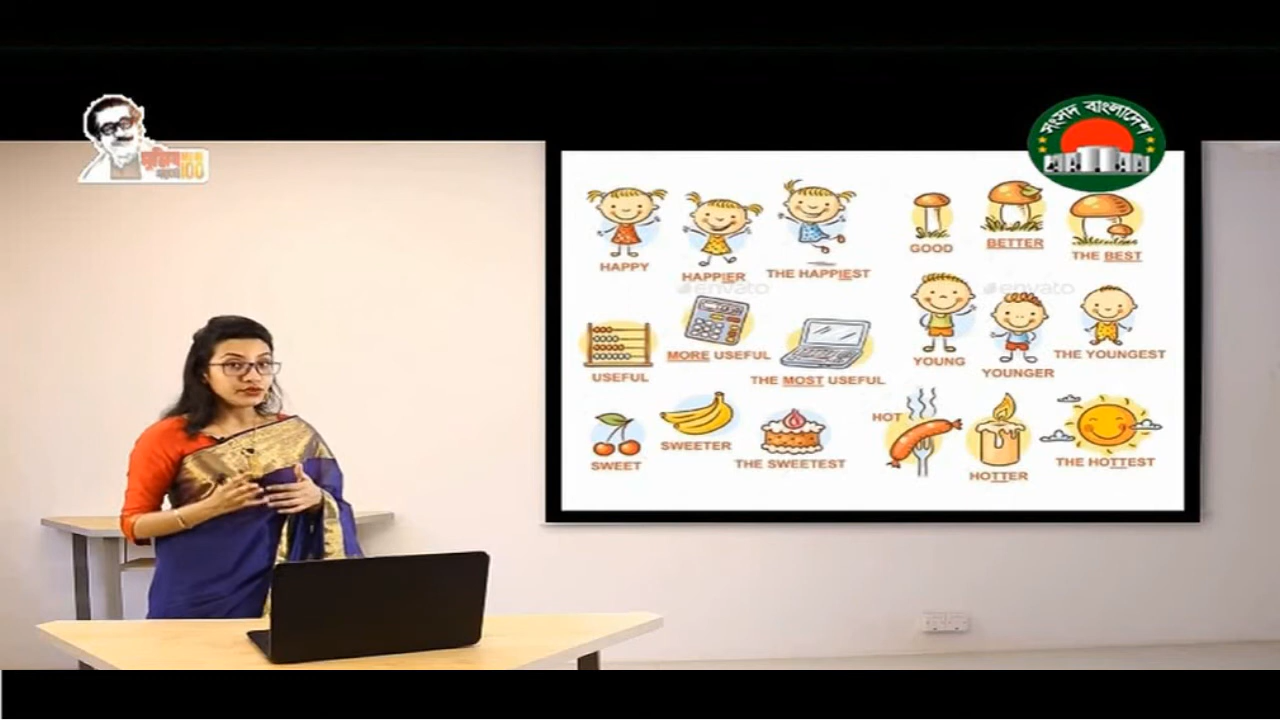 সংসদ বাংলাদেশ
100
HAPPY
HAPPIER
THE HAPPIEST
GOOD
BETTER
THE BEST
envato
envato
USEFUL
MORE USEFUL
THE MOST USEFUL
YOUNG
YOUNGER
THE YOUNGEST
SWEET
SWEETER
THE SWEETEST
HOT
HOTTER
THE HOTTEST